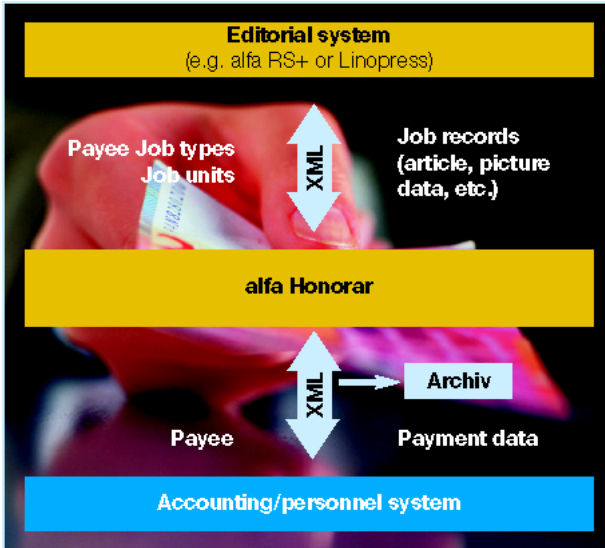 Editorial system
(e.g. alfa RS+ or Linopress)
Payee Job types
Job units
XML
Job records
(article, picture
data, etc.)
alfa Honorar
XML
Archiv
Payee
Payment data
Accounting/personnel system